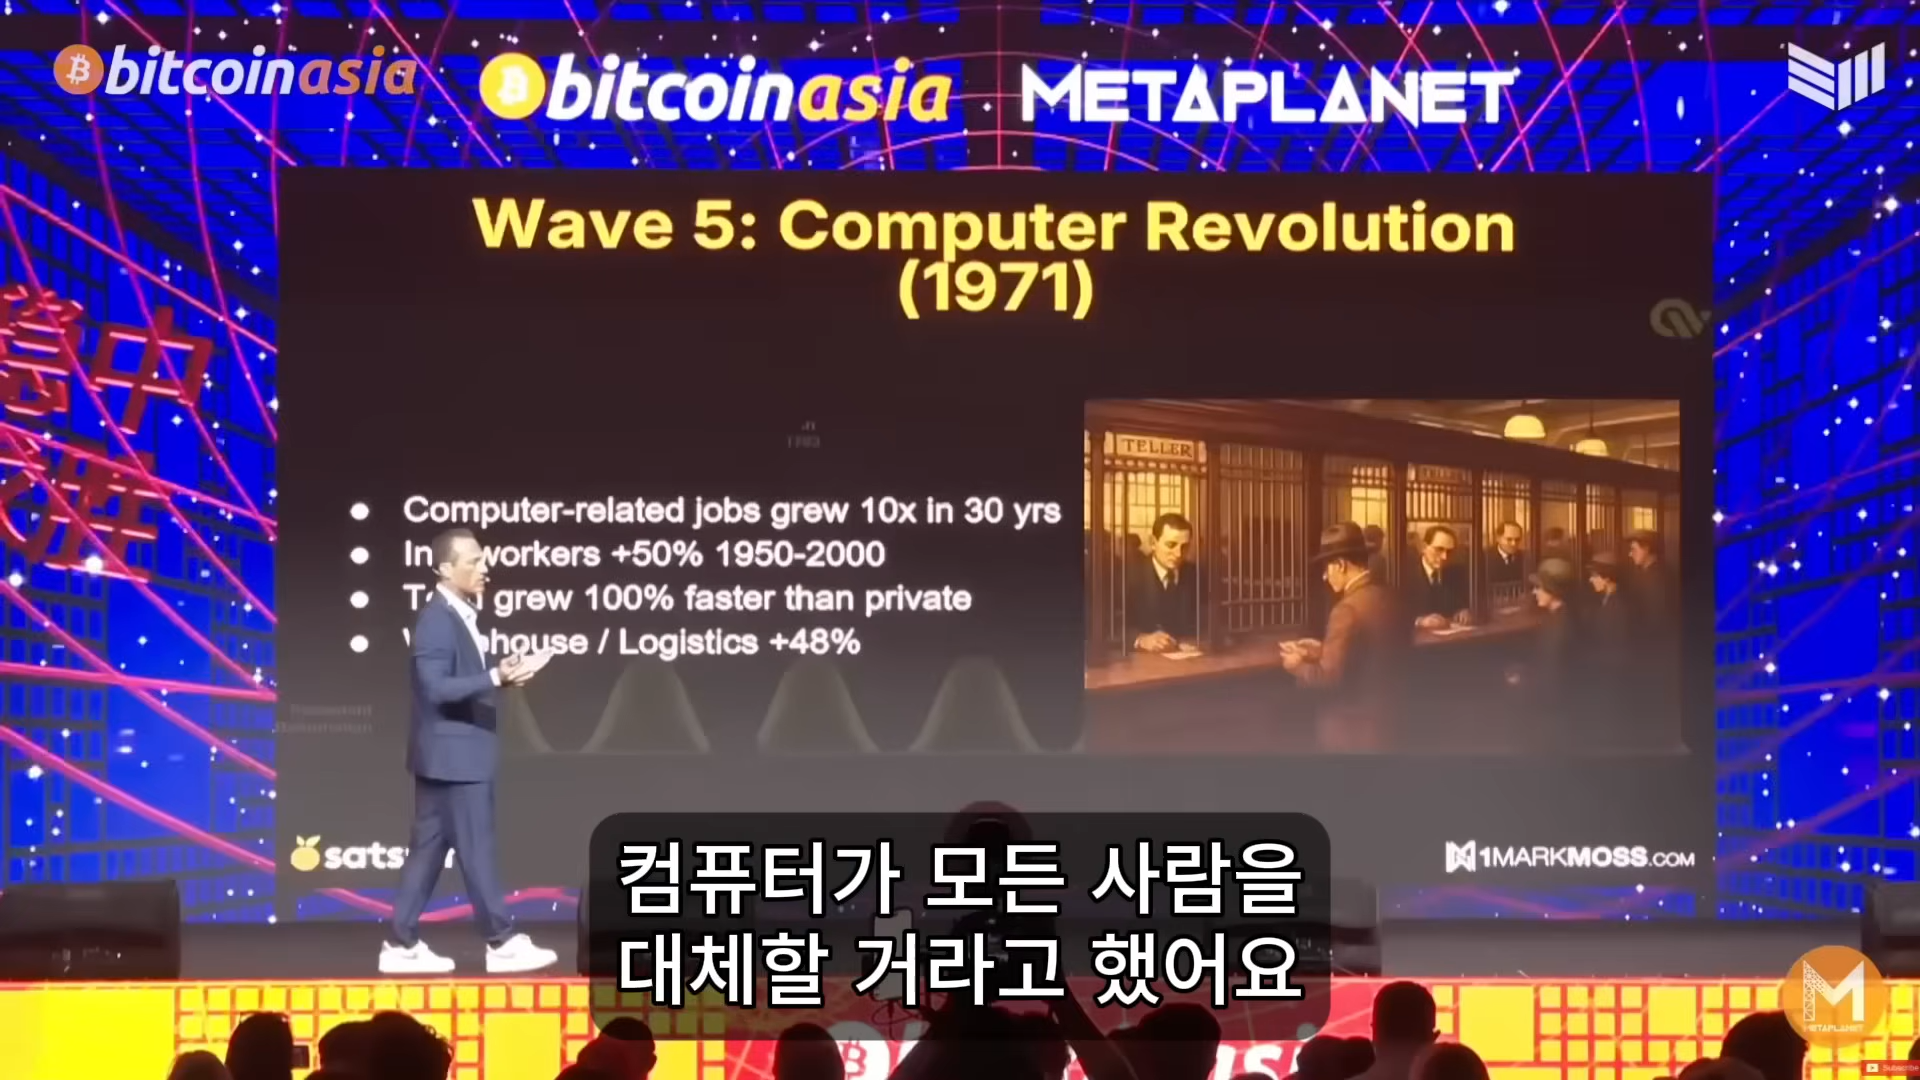 bitcoinasia
bitcoinasia
METAPLANET
Wave 5: Computer Revolution
(1971)
TELLER
Computer-related jobs grew 10x in 30 yrs
workers +50% 1950-2000
grew 100% faster than private
/ Logistics +48%
1MARKMOSS.COM
컴퓨터가 모든 사람을
대체할 거라고 했어요
METAPLANET
Subscribe